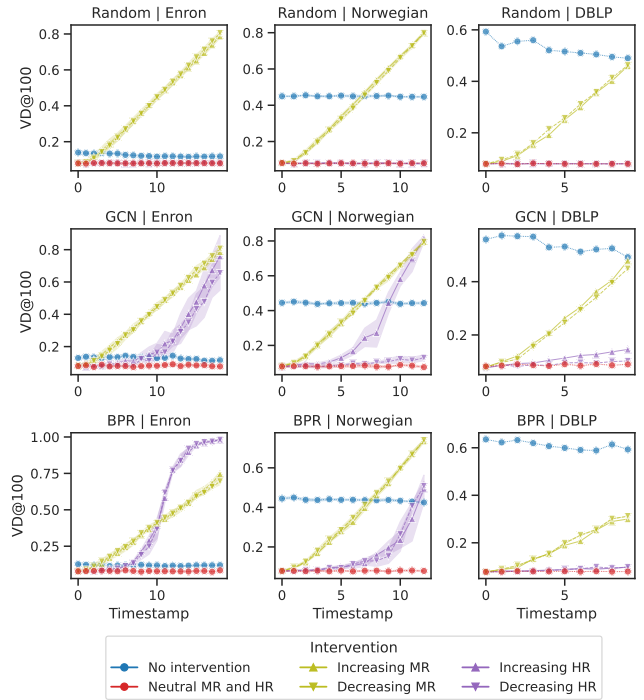 Random | Enron
Random | Norwegian
Random | DBLP
VD@100
0.8
0.6
0.4
0.2
0
10
0.8
0.6
0.4
0.2
0
5
10
0.6
0.4
0.2
0
5
GCN | Enron
GCN | Norwegian
GCN | DBLP
VD@100
0.8
0.6
0.4
0.2
0
10
0.8
0.6
0.4
0.2
0
5
10
0.4
0.2
0
5
BPR | Enron
BPR | Norwegian
BPR | DBLP
VD@100
1.00
0.75
0.50
0.25
0
10
0.6
0.4
0.2
0
5
10
0.6
0.4
0.2
0
5
Timestamp
Timestamp
Timestamp
Intervention
No intervention
Increasing MR
Increasing HR
Neutral MR and HR
Decreasing MR
Decreasing HR